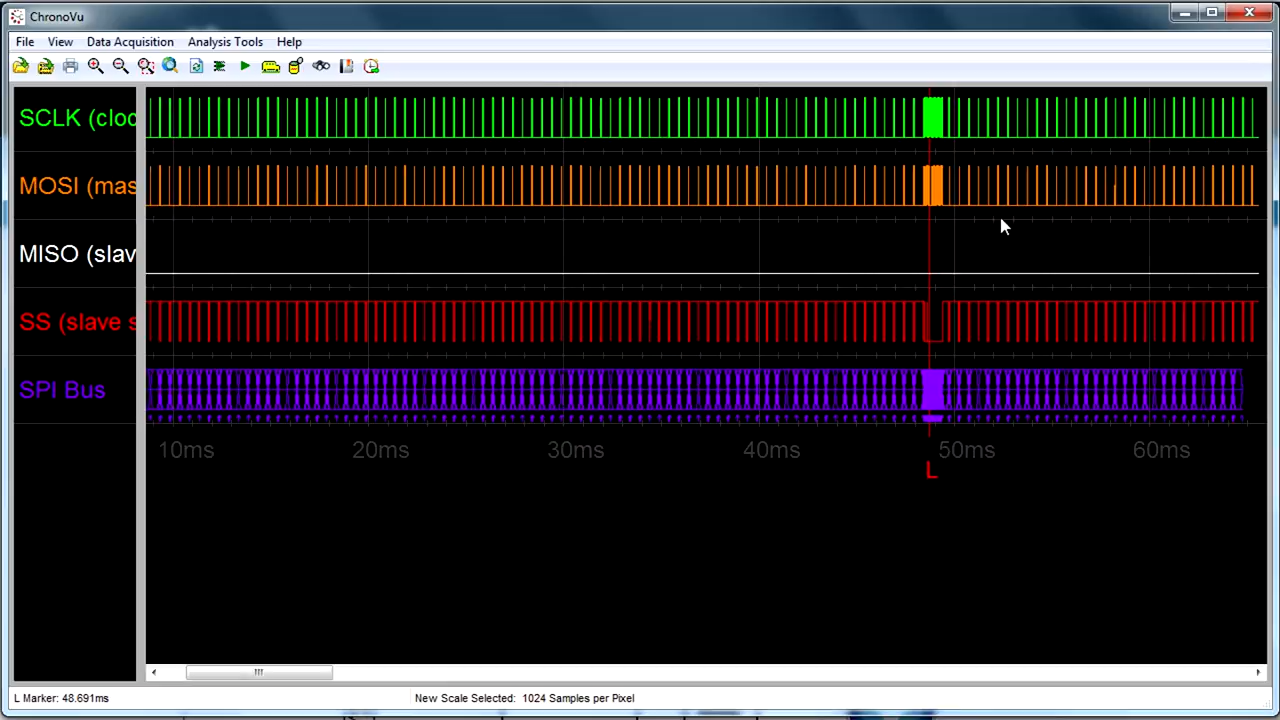 ChronoVu
File View Data Acquisition Analysis Tools Help
SCLK (cloc
MOSI (mas
MISO (slav
SS (slave s
SPI Bus
10ms 20ms 30ms 40ms 50ms 60ms
L
L Marker: 48.691ms New Scale Selected: 1024 Samples per Pixel